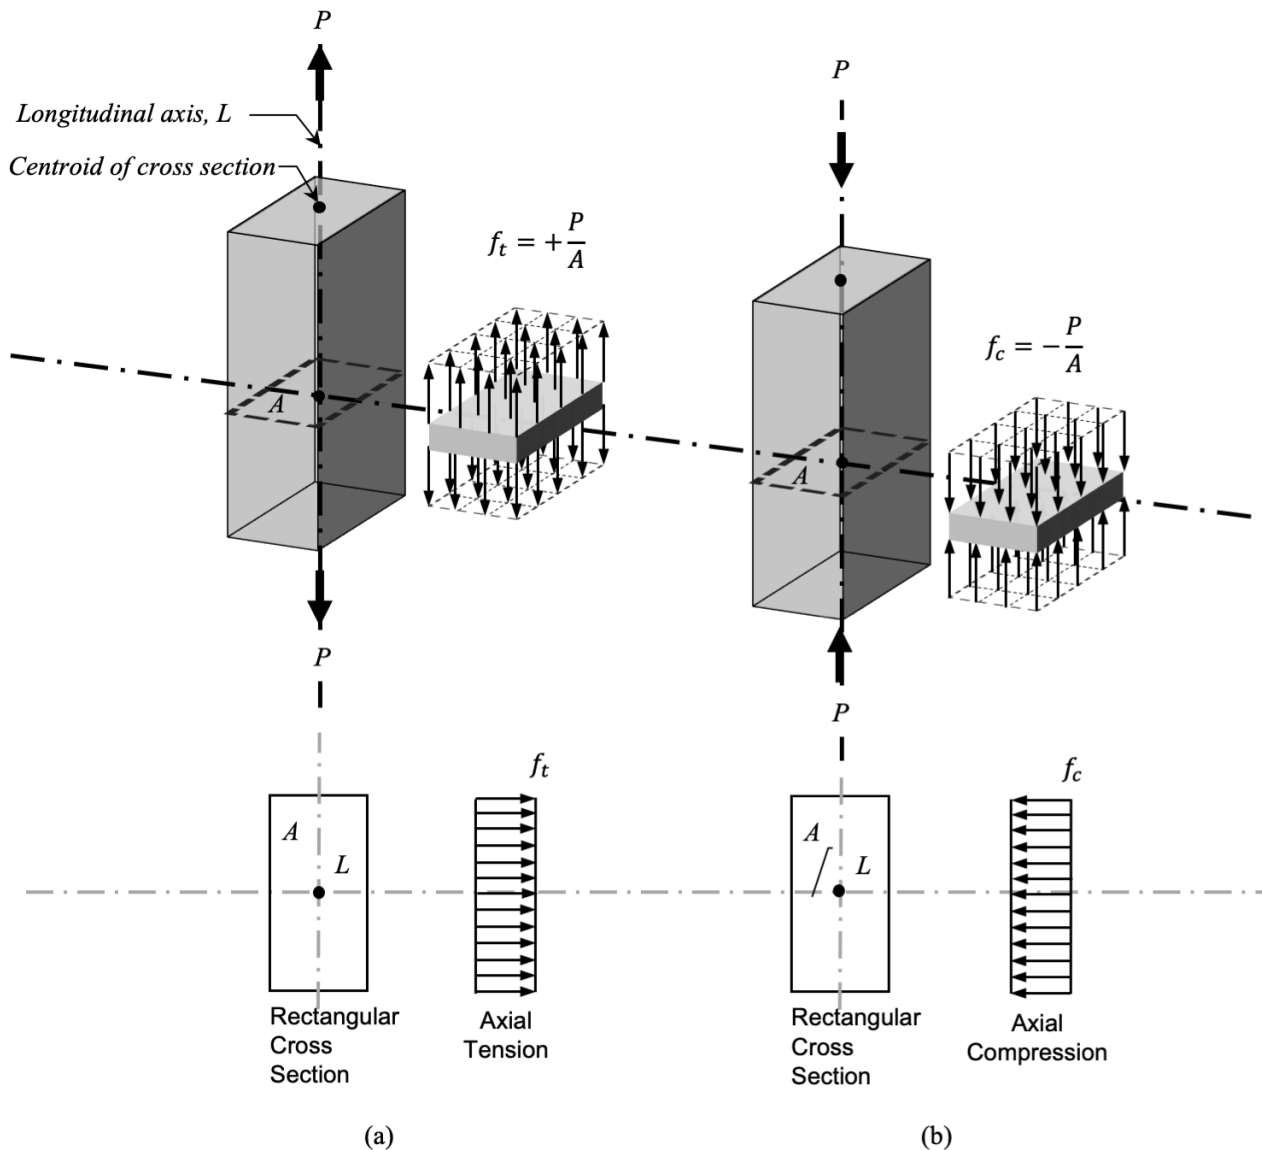 P
Longitudinal axis, L
Centroid of cross section
f_t = + P/A
A
P
P
f_c = − P/A
A
P
f_t
A
L
Rectangular
Cross
Section
Axial
Tension
f_c
A
L
Rectangular
Cross
Section
Axial
Compression
(a)
(b)